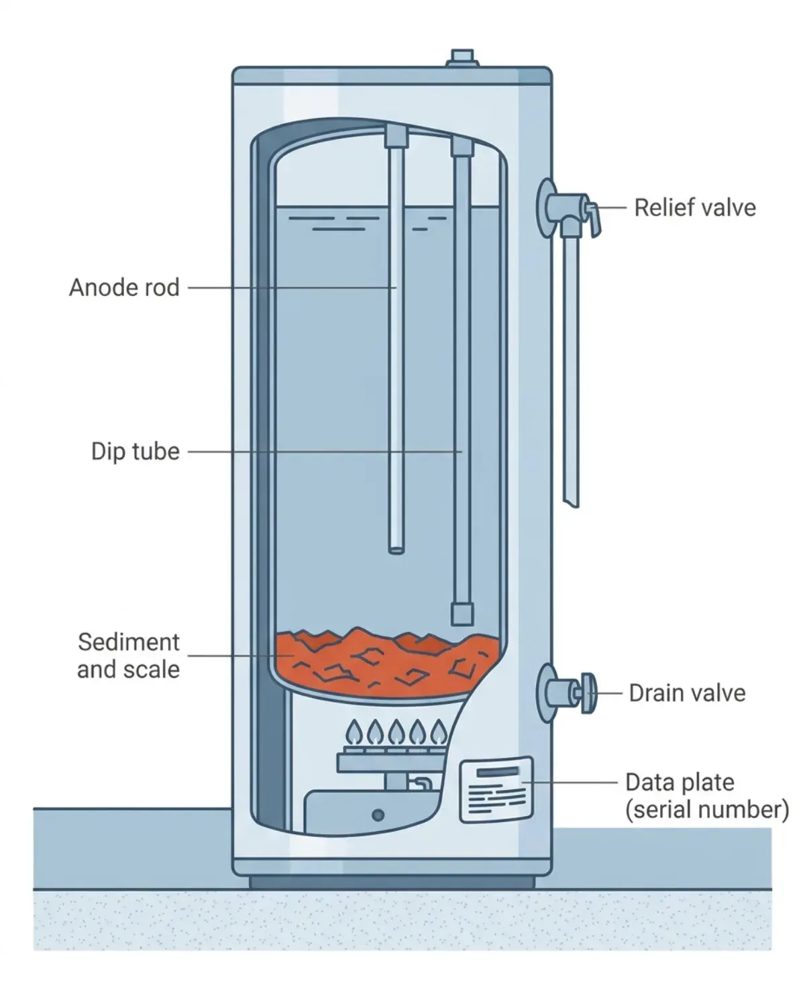 Relief valve
Anode rod
Dip tube
Sediment
and scale
Drain valve
Data plate
(serial number)